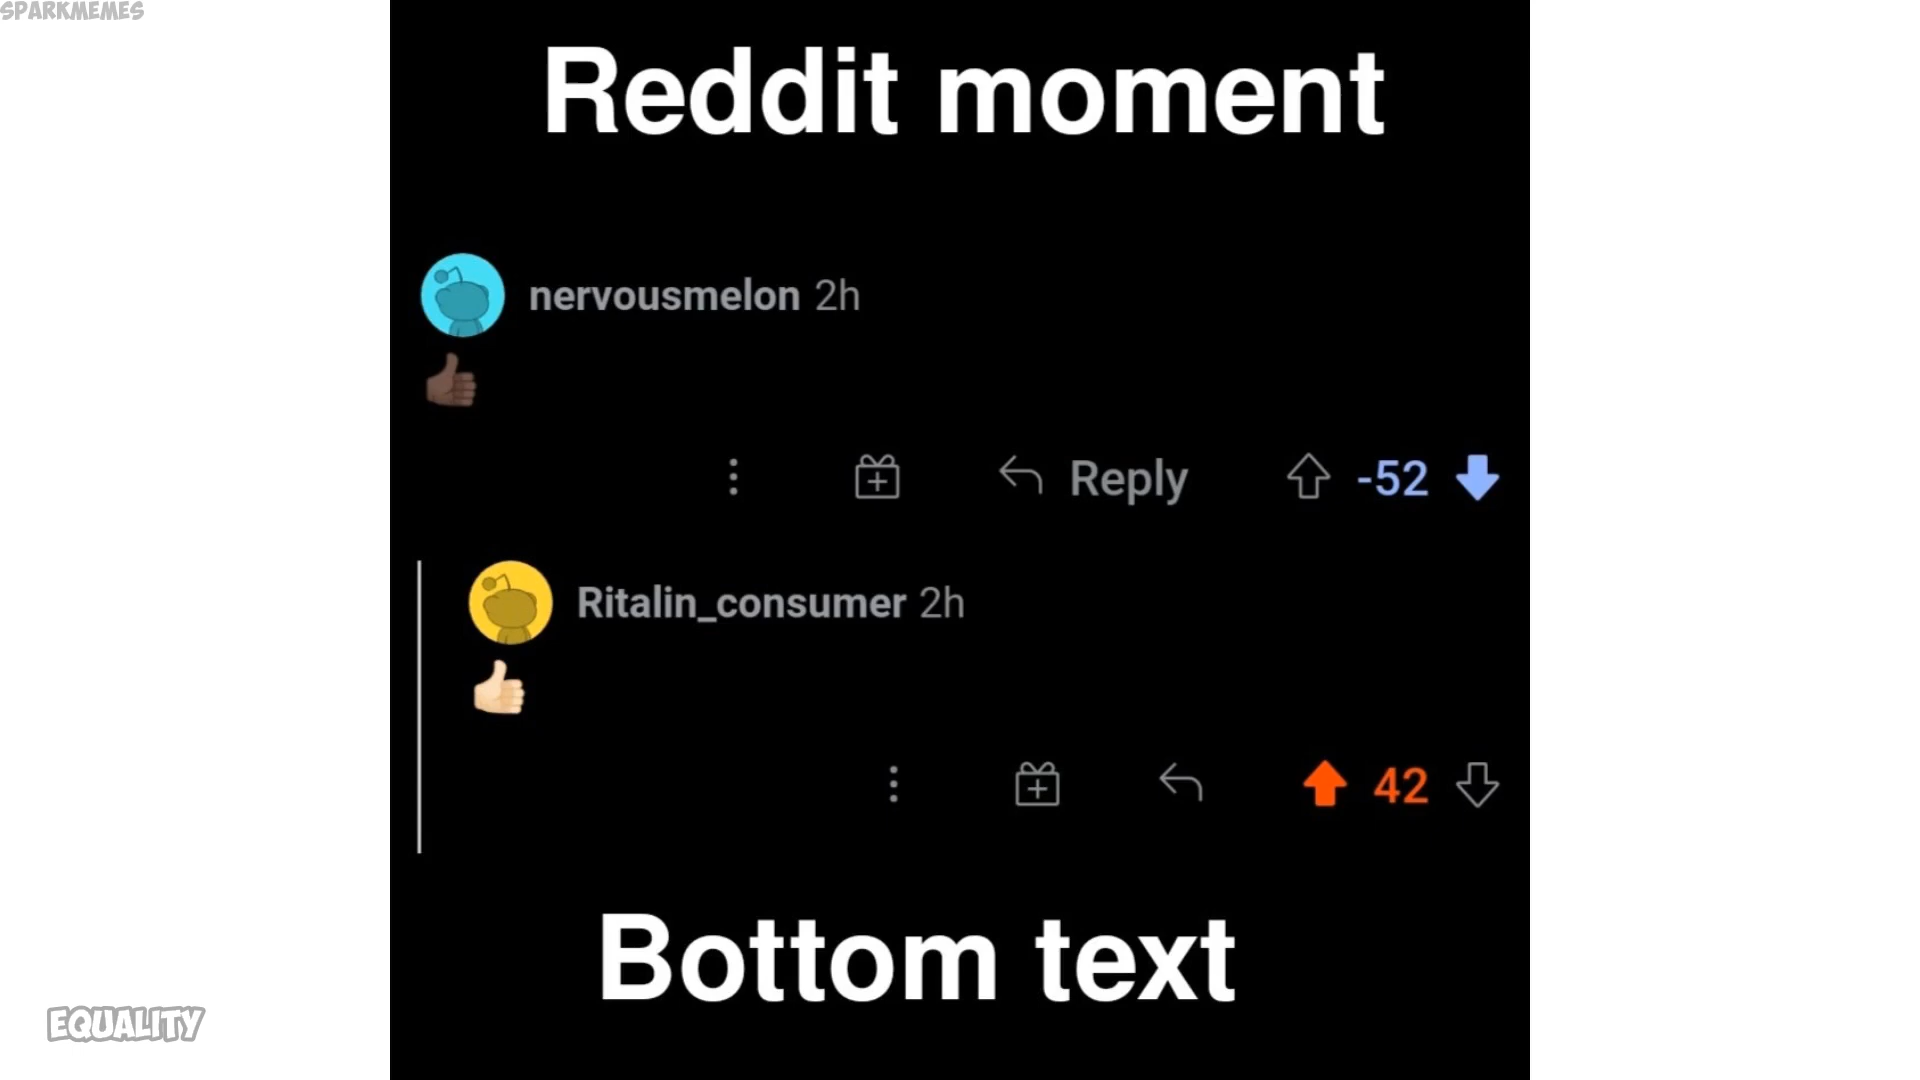 SPARKMEMES
Reddit moment
nervousmelon 2h
👍🏿
Reply -52
Ritalin_consumer 2h
👍🏻
42
Bottom text
EQUALITY